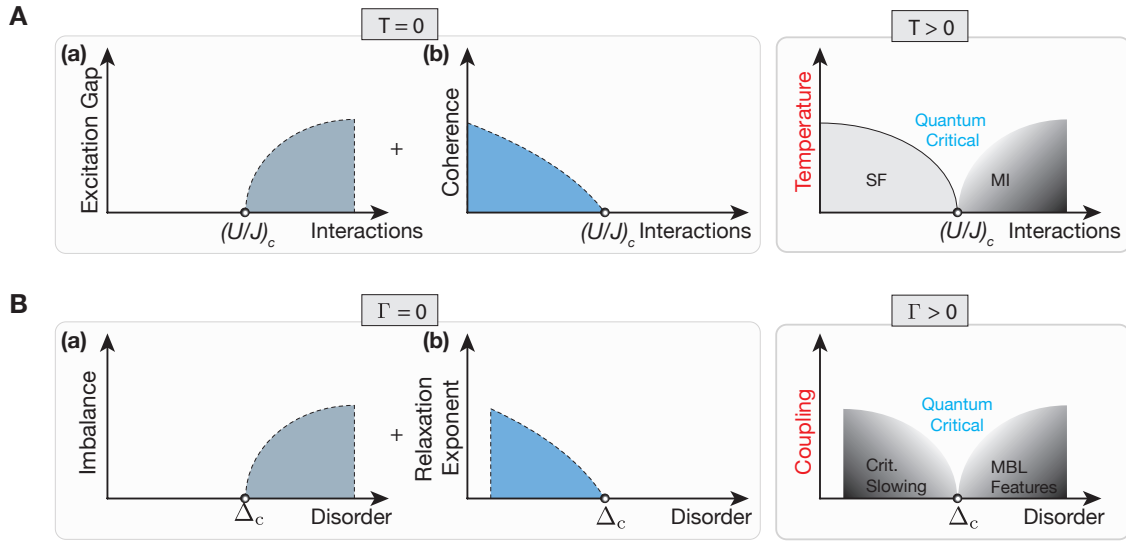 A
T = 0
T > 0
(a)
Excitation Gap
(U/J)c
Interactions
+
(b)
Coherence
(U/J)c
Interactions
Temperature
Quantum
Critical
SF
MI
(U/J)c
Interactions
B
Γ = 0
Γ > 0
(a)
Imbalance
Δc
Disorder
+
(b)
Relaxation
Exponent
Δc
Disorder
Coupling
Quantum
Critical
Crit.
Slowing
MBL
Features
Δc
Disorder